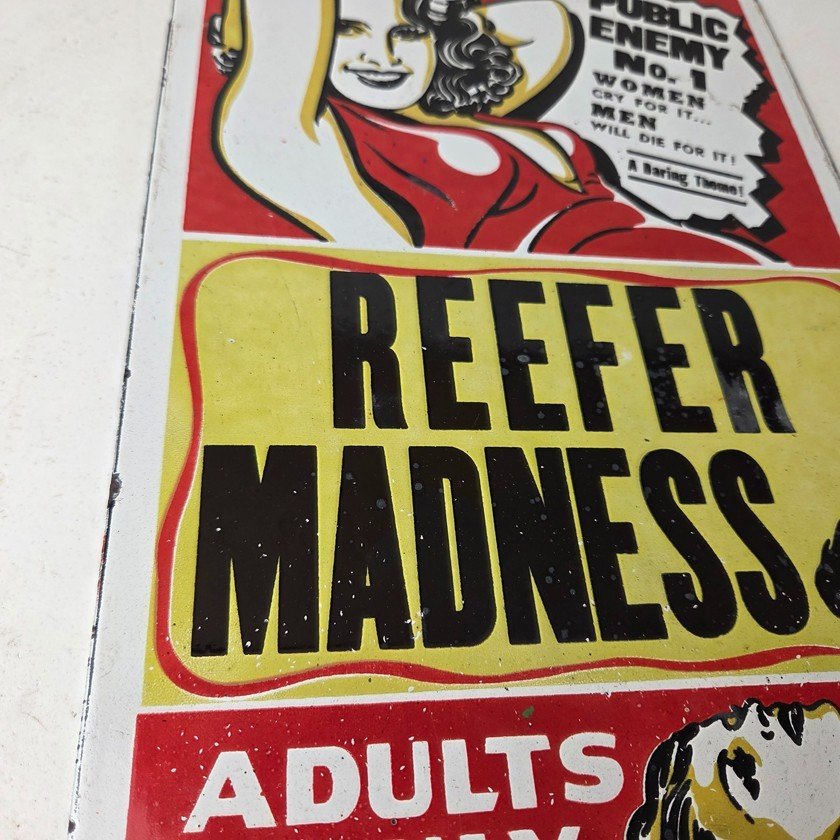 PUBLIC
ENEMY
No. 1
WOMEN
CRY FOR IT...
MEN
WILL DIE FOR IT!
A Daring Theme!
REEFER
MADNESS
ADULTS